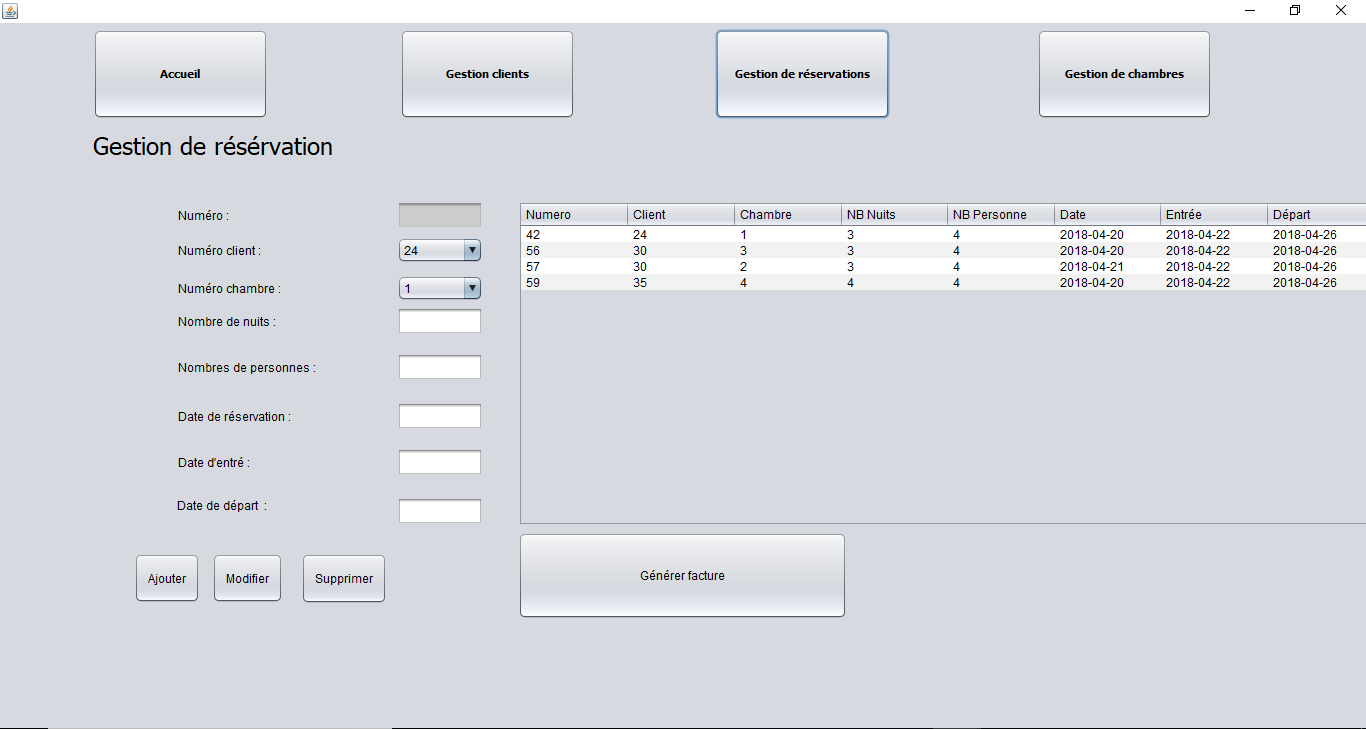 Accueil
Gestion clients
Gestion de réservations
Gestion de chambres
Gestion de résérvation
Numéro :
Numéro client :
24
Numéro chambre :
1
Nombre de nuits :
Nombres de personnes :
Date de réservation :
Date d'entré :
Date de départ :
Ajouter
Modifier
Supprimer
Numero Client Chambre NB Nuits NB Personne Date Entrée Départ
42 24 1 3 4 2018-04-20 2018-04-22 2018-04-26
56 30 3 3 4 2018-04-20 2018-04-22 2018-04-26
57 30 2 3 4 2018-04-21 2018-04-22 2018-04-26
59 35 4 4 4 2018-04-20 2018-04-22 2018-04-26
Générer facture